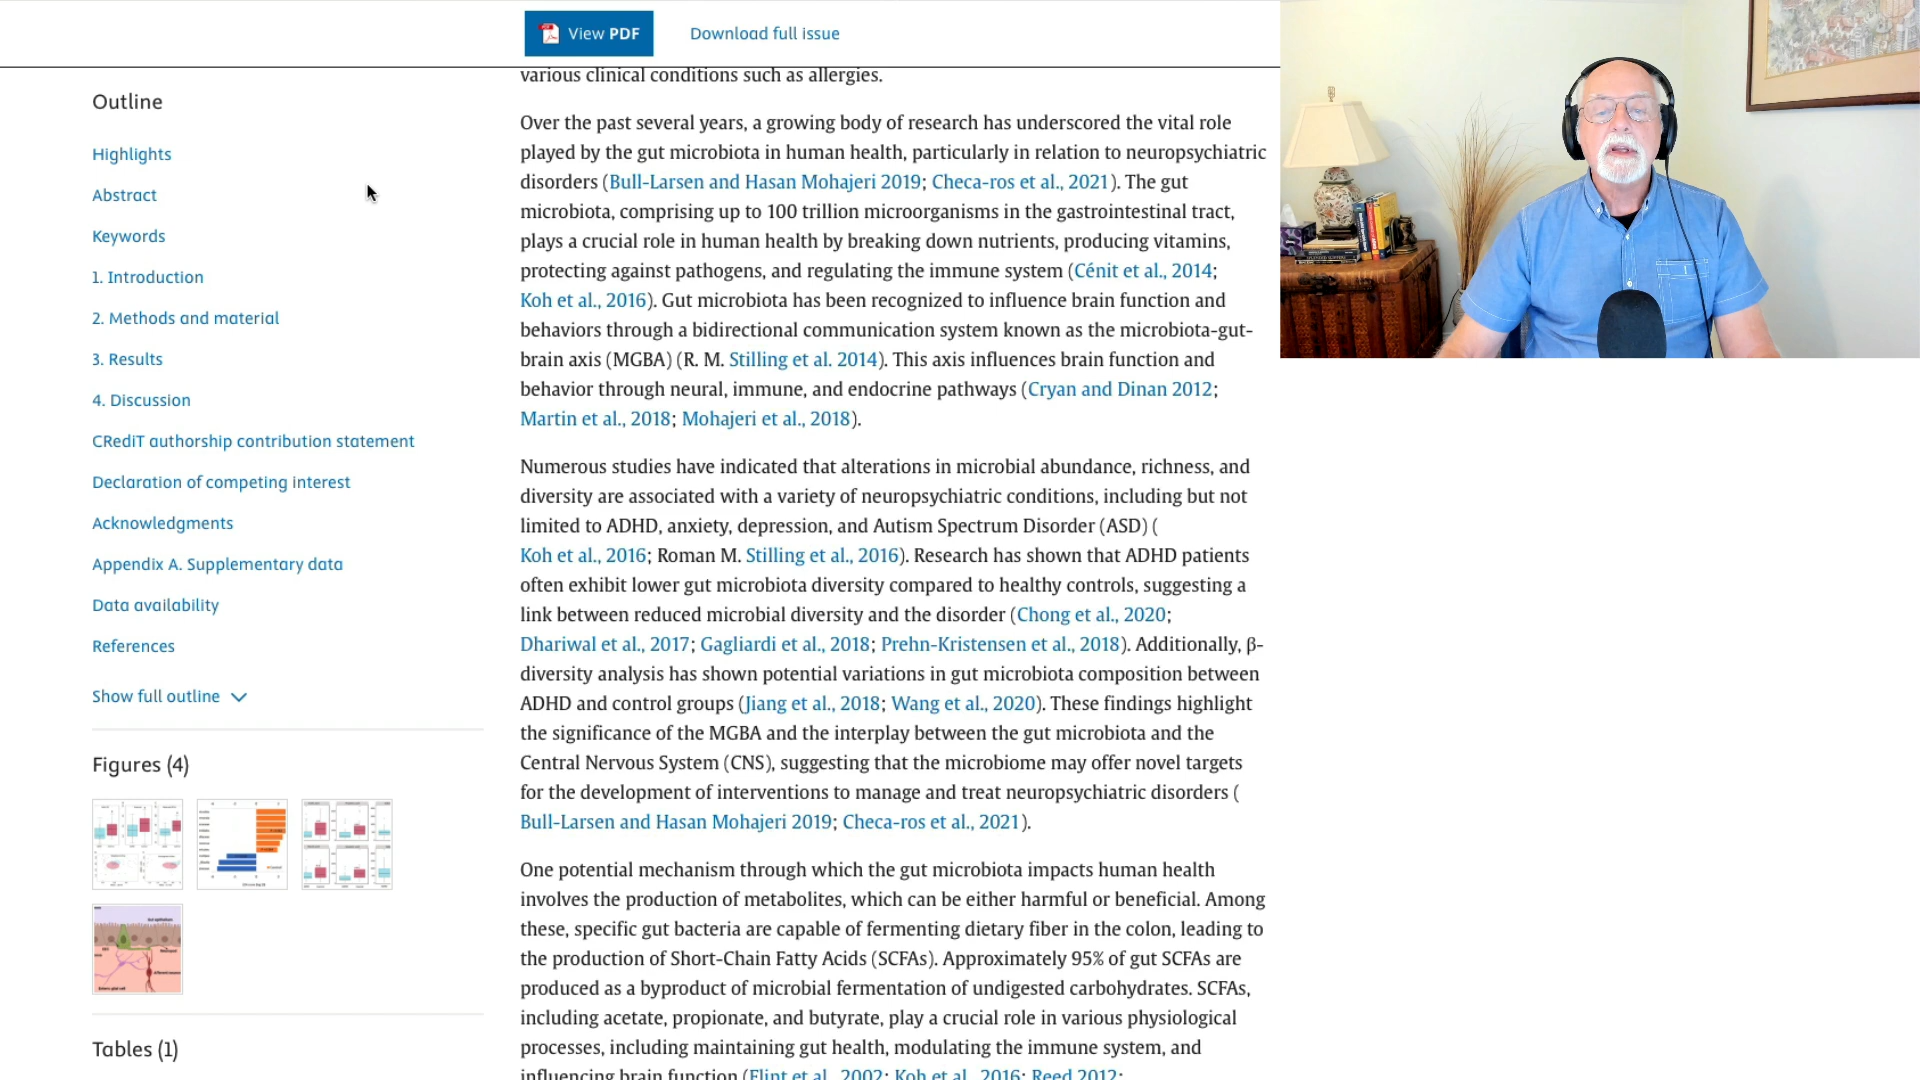 View PDF
Download full issue
various clinical conditions such as allergies.
Outline
Highlights
Abstract
Keywords
1. Introduction
2. Methods and material
3. Results
4. Discussion
CRediT authorship contribution statement
Declaration of competing interest
Acknowledgments
Appendix A. Supplementary data
Data availability
References
Show full outline
Figures (4)
Tables (1)
Over the past several years, a growing body of research has underscored the vital role
played by the gut microbiota in human health, particularly in relation to neuropsychiatric
disorders (Bull-Larsen and Hasan Mohajeri 2019; Checa-ros et al., 2021). The gut
microbiota, comprising up to 100 trillion microorganisms in the gastrointestinal tract,
plays a crucial role in human health by breaking down nutrients, producing vitamins,
protecting against pathogens, and regulating the immune system (Cénit et al., 2014;
Koh et al., 2016). Gut microbiota has been recognized to influence brain function and
behaviors through a bidirectional communication system known as the microbiota-gut-
brain axis (MGBA) (R. M. Stilling et al. 2014). This axis influences brain function and
behavior through neural, immune, and endocrine pathways (Cryan and Dinan 2012;
Martin et al., 2018; Mohajeri et al., 2018).
Numerous studies have indicated that alterations in microbial abundance, richness, and
diversity are associated with a variety of neuropsychiatric conditions, including but not
limited to ADHD, anxiety, depression, and Autism Spectrum Disorder (ASD) (
Koh et al., 2016; Roman M. Stilling et al., 2016). Research has shown that ADHD patients
often exhibit lower gut microbiota diversity compared to healthy controls, suggesting a
link between reduced microbial diversity and the disorder (Chong et al., 2020;
Dhariwal et al., 2017; Gagliardi et al., 2018; Prehn-Kristensen et al., 2018). Additionally, β-
diversity analysis has shown potential variations in gut microbiota composition between
ADHD and control groups (Jiang et al., 2018; Wang et al., 2020). These findings highlight
the significance of the MGBA and the interplay between the gut microbiota and the
Central Nervous System (CNS), suggesting that the microbiome may offer novel targets
for the development of interventions to manage and treat neuropsychiatric disorders (
Bull-Larsen and Hasan Mohajeri 2019; Checa-ros et al., 2021).
One potential mechanism through which the gut microbiota impacts human health
involves the production of metabolites, which can be either harmful or beneficial. Among
these, specific gut bacteria are capable of fermenting dietary fiber in the colon, leading to
the production of Short-Chain Fatty Acids (SCFAs). Approximately 95% of gut SCFAs are
produced as a byproduct of microbial fermentation of undigested carbohydrates. SCFAs,
including acetate, propionate, and butyrate, play a crucial role in various physiological
processes, including maintaining gut health, modulating the immune system, and
influencing brain function (Flint et al., 2002; Koh et al., 2016; Reed 2012;